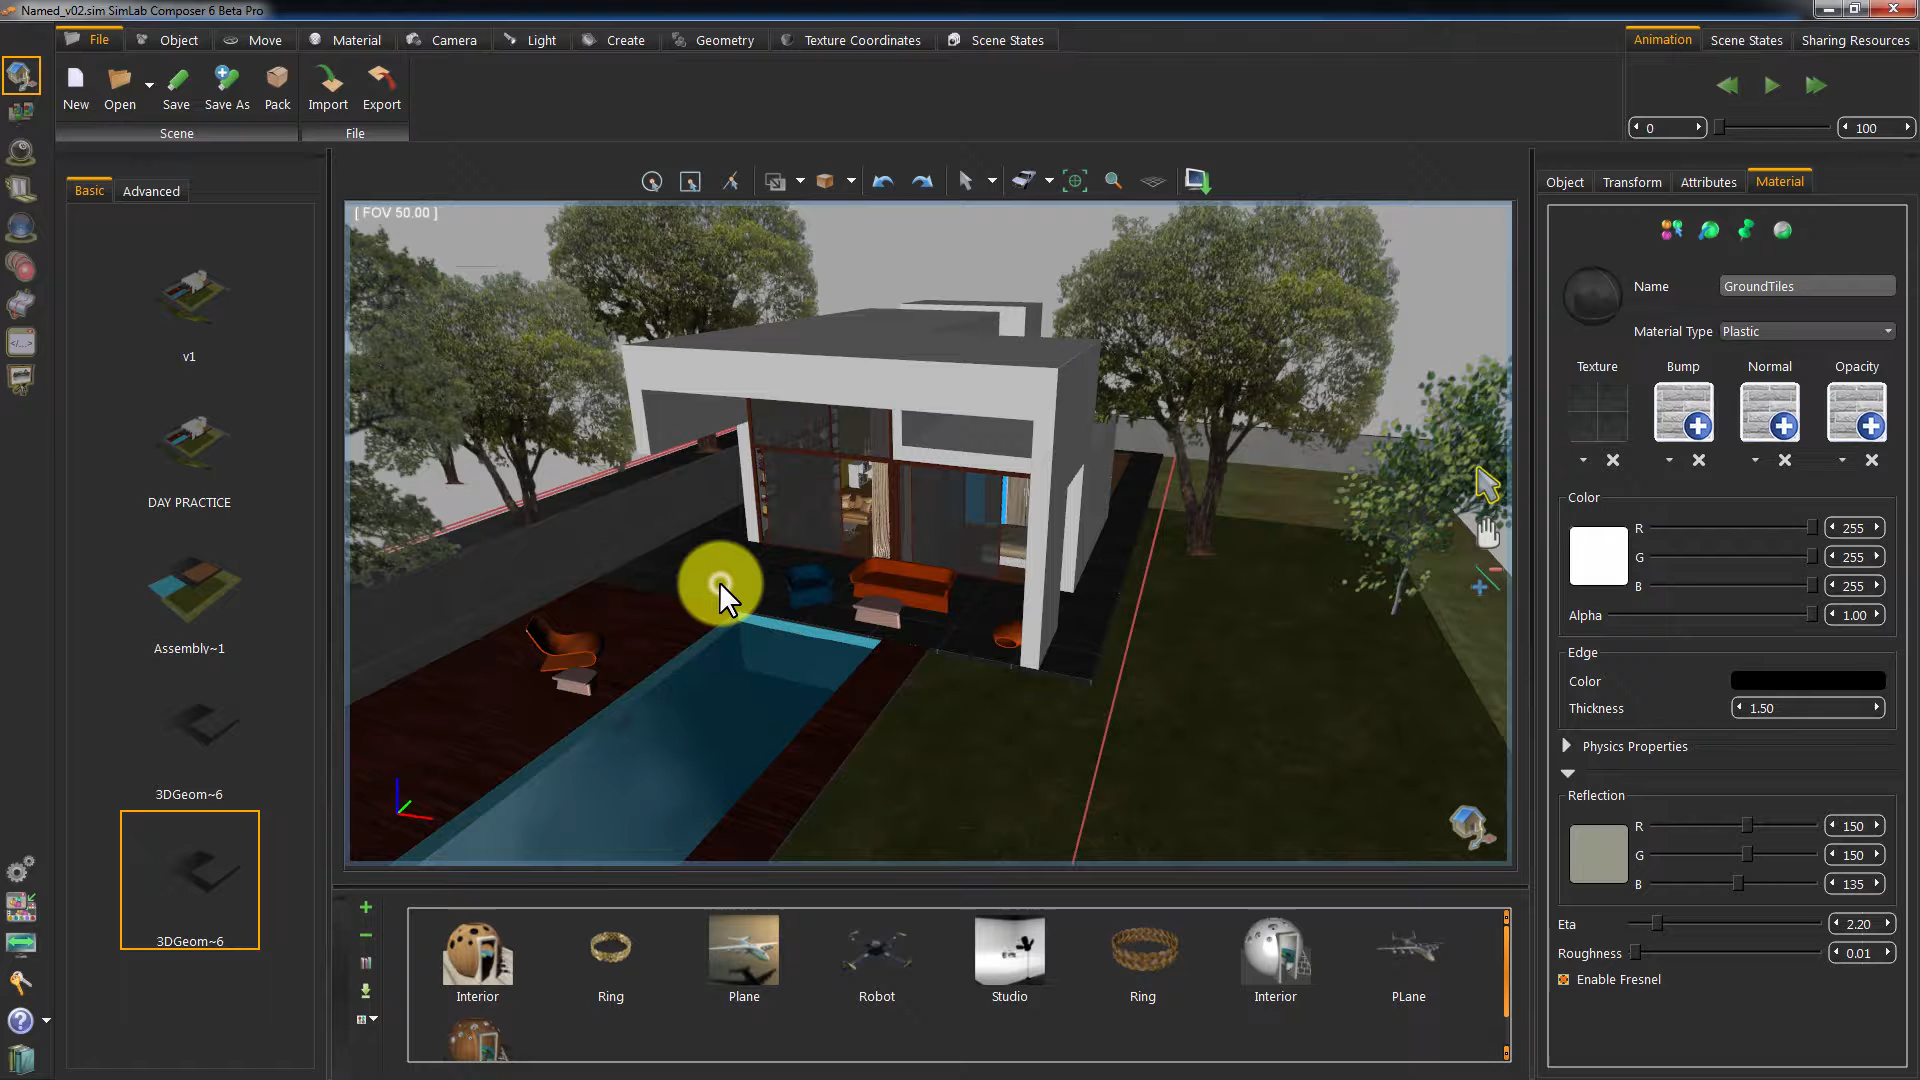 Named_v02.sim SimLab Composer 6 Beta Pro
File Object Move Material Camera Light Create Geometry Texture Coordinates Scene States
Animation Scene States Sharing Resources
New Open Save Save As Pack Import Export
Scene File
0 100
Basic Advanced
v1
DAY PRACTICE
Assembly~1
3DGeom~6
3DGeom~6
[ FOV 50.00 ]
Interior Ring Plane Robot Studio Ring Interior PLane
Object Transform Attributes Material
Name GroundTiles
Material Type Plastic
Texture Bump Normal Opacity
Color
R 255
G 255
B 255
Alpha 1.00
Edge
Color
Thickness 1.50
Physics Properties
Reflection
R 150
G 150
B 135
Eta 2.20
Roughness 0.01
Enable Fresnel